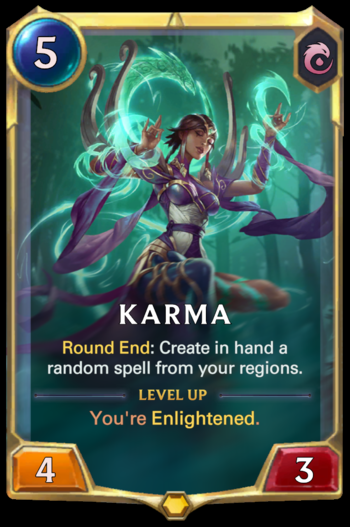 5
KARMA
Round End: Create in hand a
random spell from your regions.
LEVEL UP
You're Enlightened.
4
3